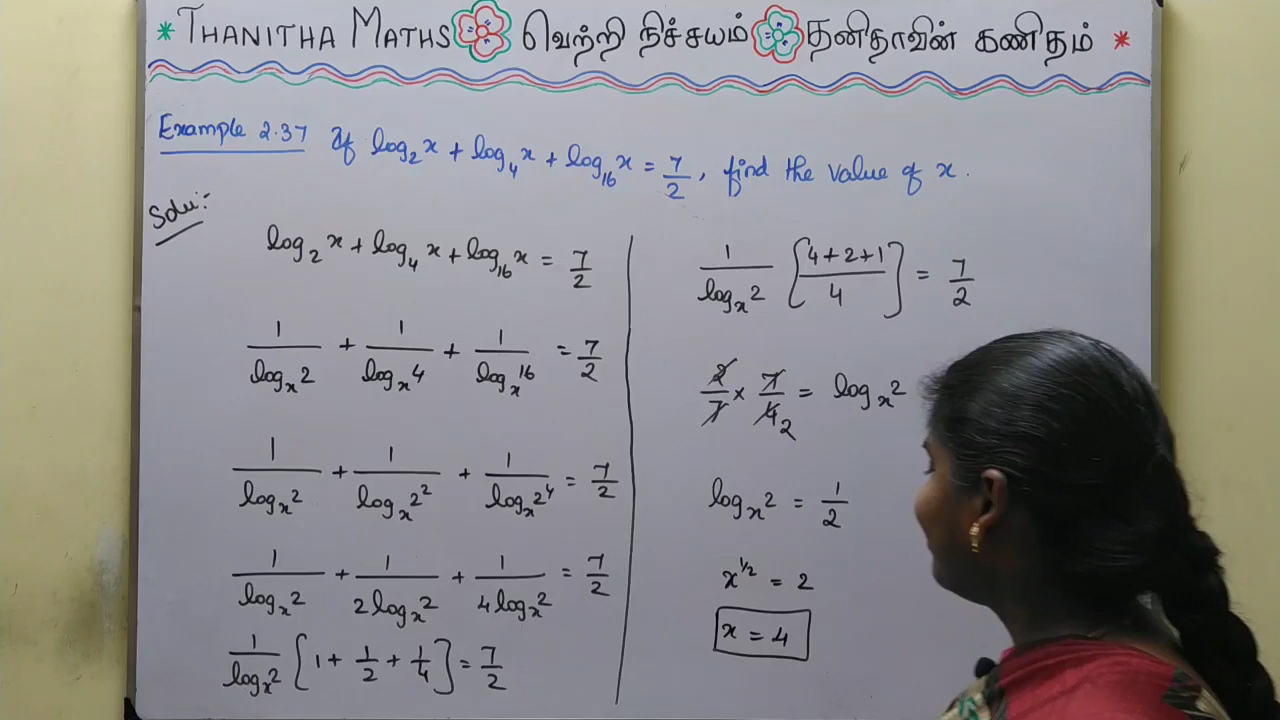 * THANITHA MATHS வெற்றி நிச்சயம் தனிதாவின் கணிதம் *
Example 2.37 If log₂x + log₄x + log₁₆x = 7/2, find the value of x.
Solu:-
log₂x + log₄x + log₁₆x = 7/2
1/logₓ2 + 1/logₓ4 + 1/logₓ16 = 7/2
1/logₓ2 + 1/logₓ2² + 1/logₓ2⁴ = 7/2
1/logₓ2 + 1/2logₓ2 + 1/4logₓ2 = 7/2
1/logₓ2 [1 + 1/2 + 1/4] = 7/2
1/logₓ2 [4+2+1/4] = 7/2
2/7 × 7/4 2 = logₓ2
logₓ2 = 1/2
x^1/2 = 2
x = 4